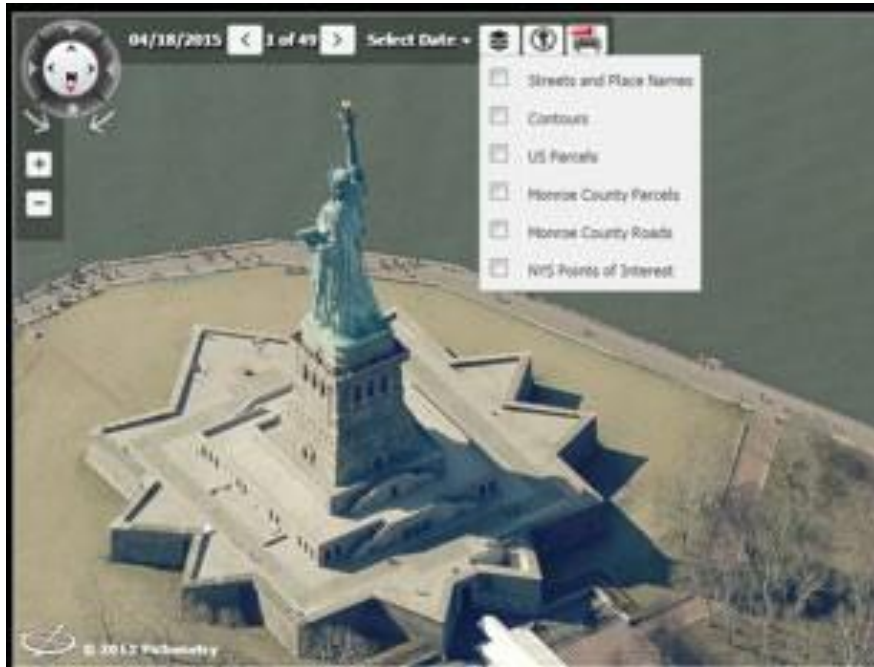 04/18/2015 < 1 of 49 > Select Date
Streets and Place Names
Contours
US Parcels
Monroe County Parcels
Monroe County Roads
NYS Points of Interest
N
+
−
© 2012 Pictometry